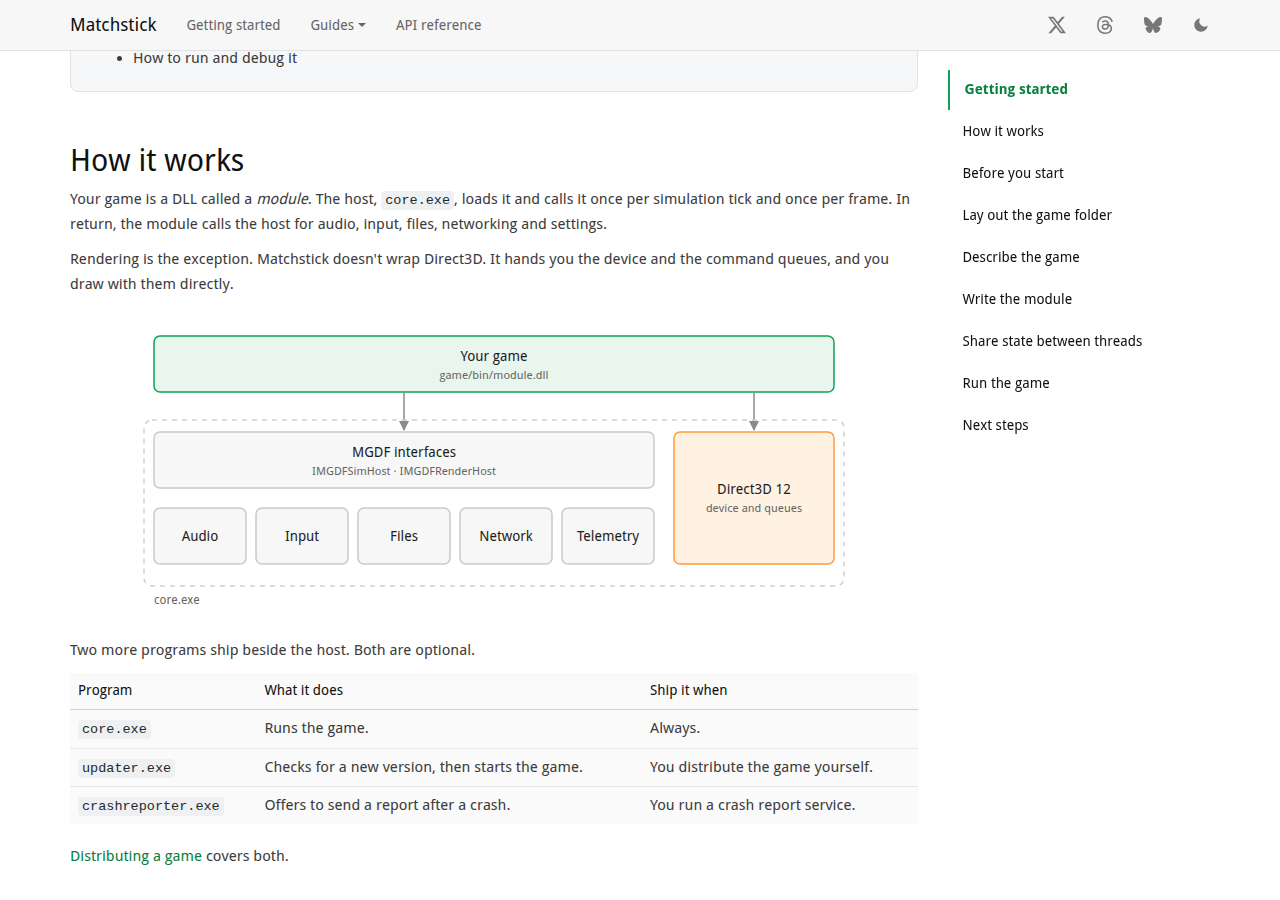 Matchstick Getting started Guides API reference
How to run and debug it
How it works
Your game is a DLL called a module. The host, core.exe, loads it and calls it once per simulation tick and once per frame. In
return, the module calls the host for audio, input, files, networking and settings.
Rendering is the exception. Matchstick doesn't wrap Direct3D. It hands you the device and the command queues, and you
draw with them directly.
Your game
game/bin/module.dll
MGDF interfaces
IMGDFSimHost · IMGDFRenderHost
Direct3D 12
device and queues
Audio Input Files Network Telemetry
core.exe
Two more programs ship beside the host. Both are optional.
Program What it does Ship it when
core.exe Runs the game. Always.
updater.exe Checks for a new version, then starts the game. You distribute the game yourself.
crashreporter.exe Offers to send a report after a crash. You run a crash report service.
Distributing a game covers both.
Getting started
How it works
Before you start
Lay out the game folder
Describe the game
Write the module
Share state between threads
Run the game
Next steps